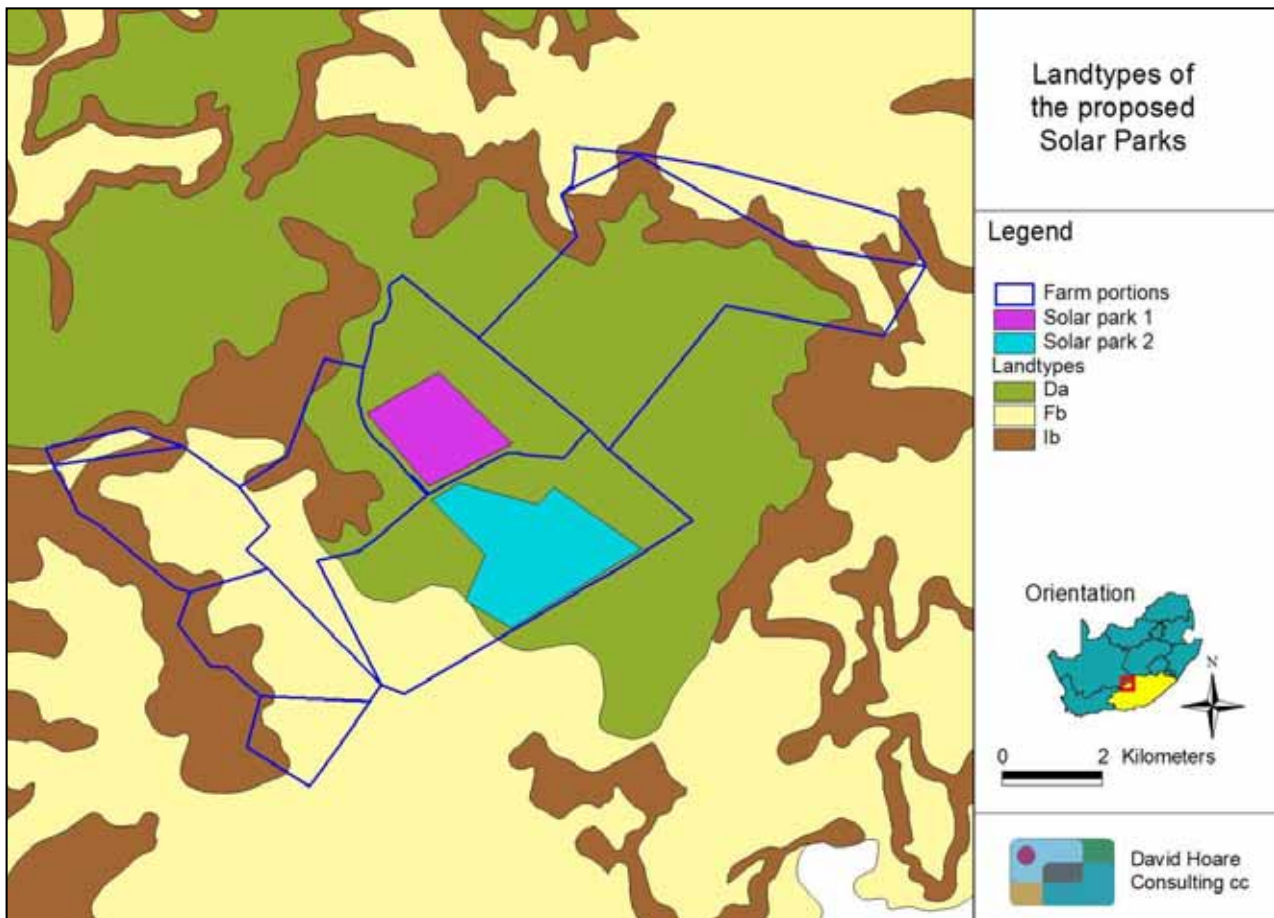 Landtypes of
the proposed
Solar Parks
Legend
Farm portions
Solar park 1
Solar park 2
Landtypes
Da
Fb
Ib
Orientation
N
0 2 Kilometers
David Hoare
Consulting cc